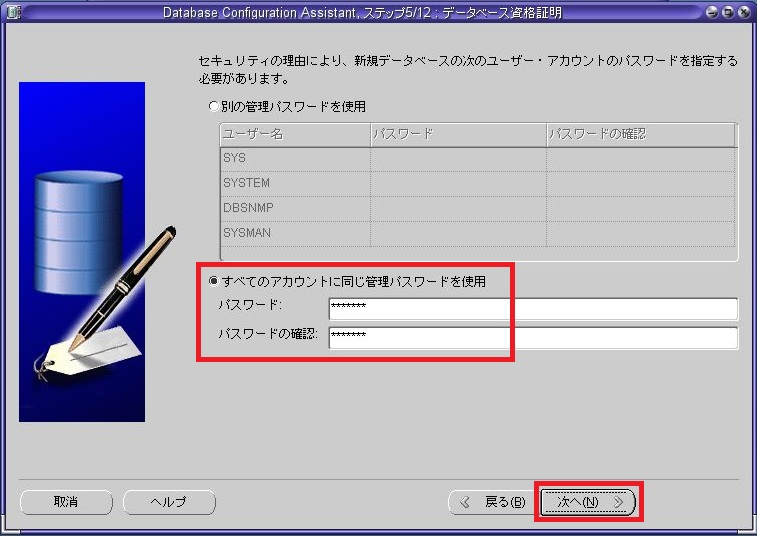 Database Configuration Assistant, ステップ5/12 : データベース資格証明
セキュリティの理由により、新規データベースの次のユーザー・アカウントのパスワードを指定する
必要があります。
別の管理パスワードを使用
ユーザー名 パスワード パスワードの確認
SYS
SYSTEM
DBSNMP
SYSMAN
すべてのアカウントに同じ管理パスワードを使用
パスワード: *******
パスワードの確認: *******
取消 ヘルプ 戻る(B) 次へ(N)